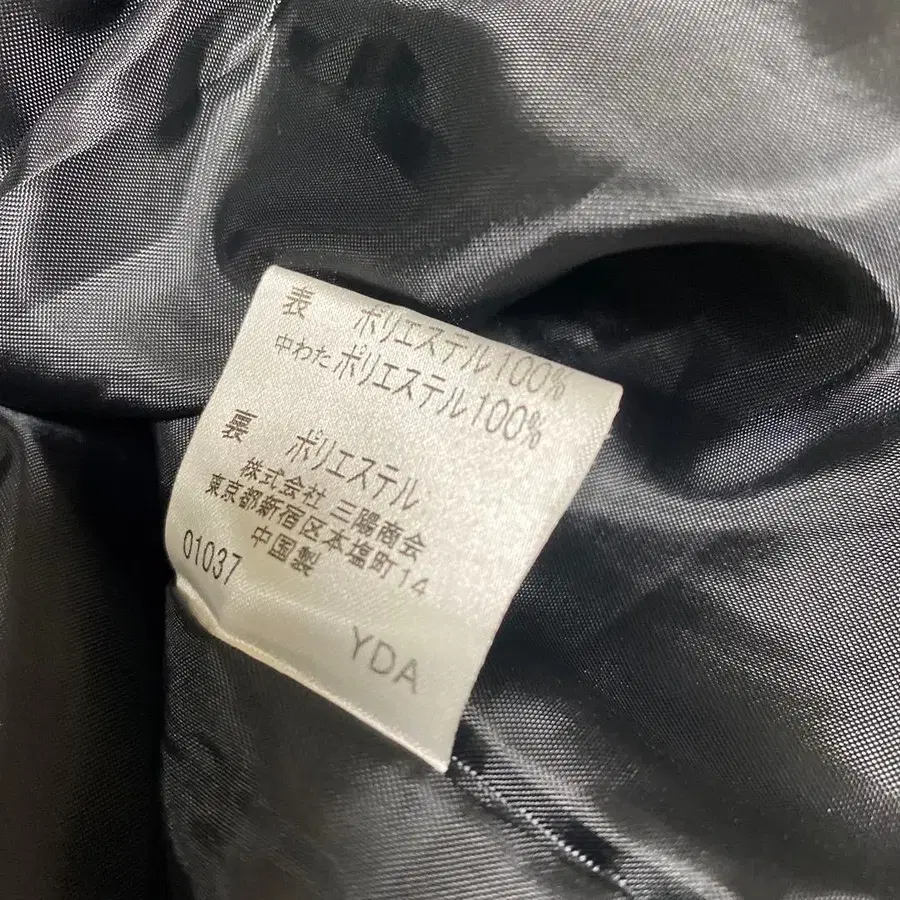 表 ポリエステル100%
中わた ポリエステル100%
裏 ポリエステル
株式会社 三陽商会
東京都新宿区本塩町14
中国製
01037
YDA